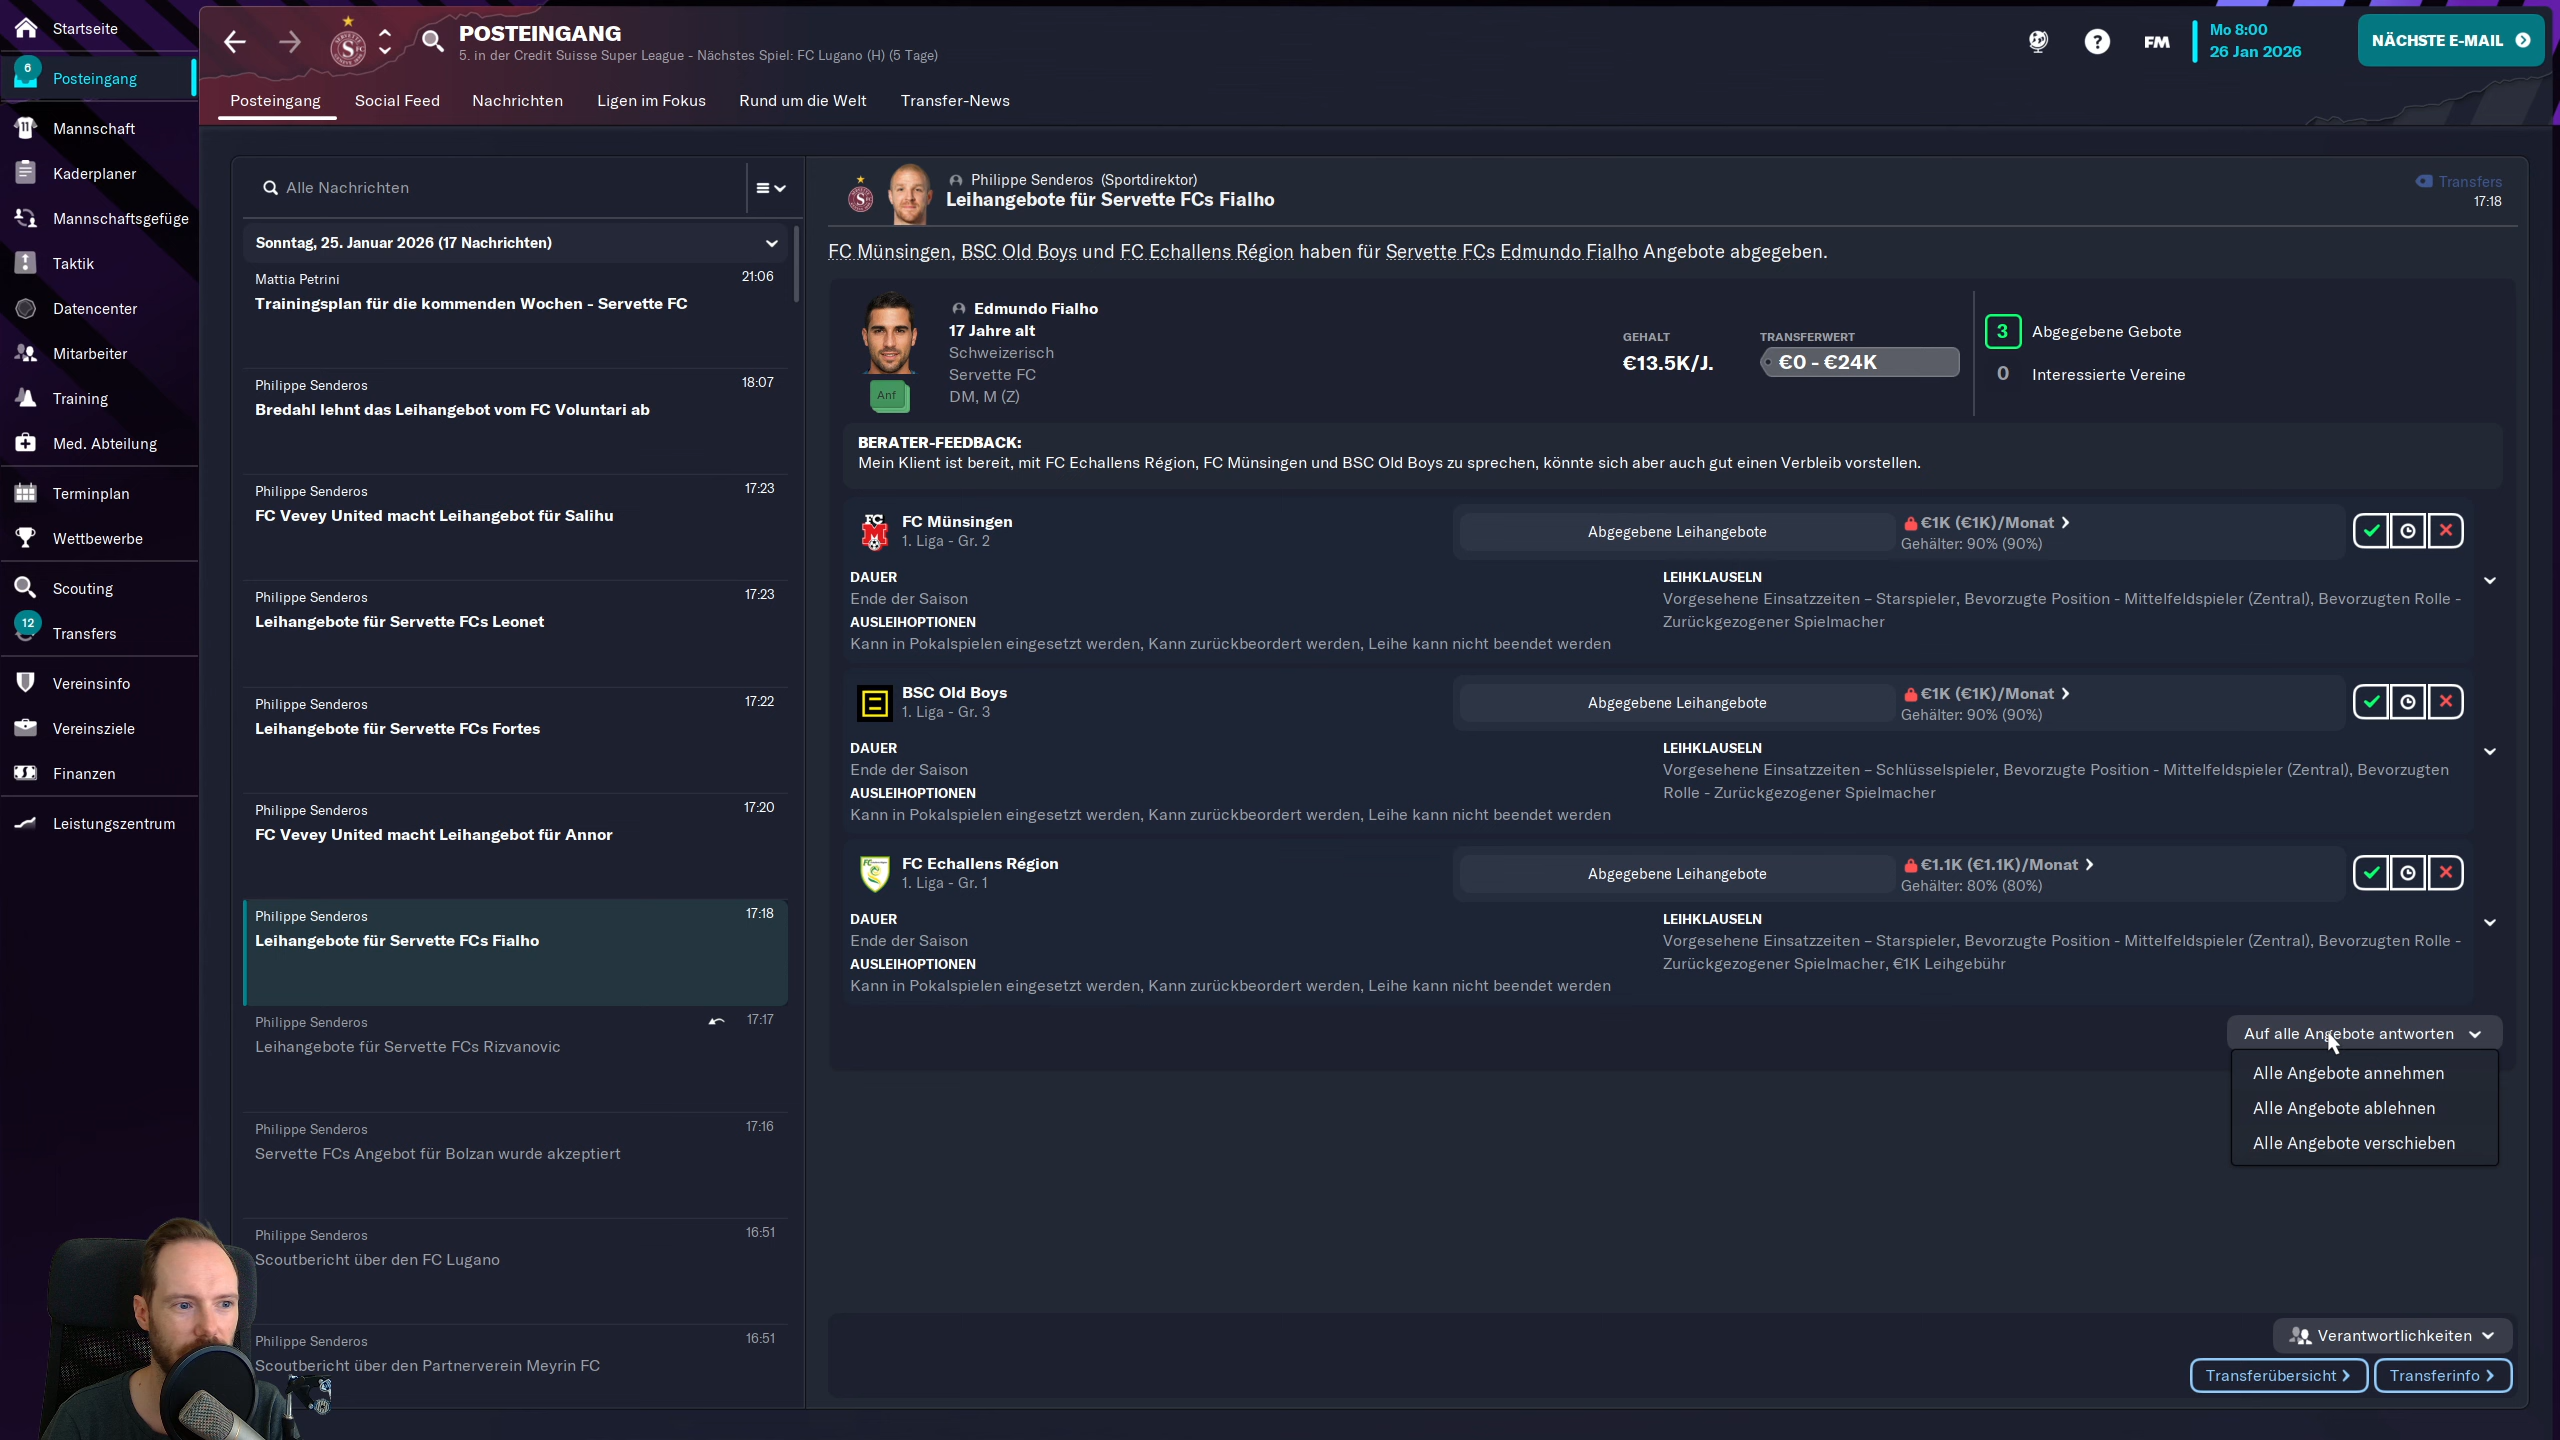 Startseite
6
Posteingang
Mannschaft
Kaderplaner
Mannschaftsgefüge
Taktik
Datencenter
Mitarbeiter
Training
Med. Abteilung
Terminplan
Wettbewerbe
Scouting
12
Transfers
Vereinsinfo
Vereinsziele
Finanzen
Leistungszentrum
POSTEINGANG
5. in der Credit Suisse Super League - Nächstes Spiel: FC Lugano (H) (5 Tage)
FM
Mo 8:00
26 Jan 2026
NÄCHSTE E-MAIL
Posteingang
Social Feed
Nachrichten
Ligen im Fokus
Rund um die Welt
Transfer-News
Alle Nachrichten
Sonntag, 25. Januar 2026 (17 Nachrichten)
Mattia Petrini 21:06
Trainingsplan für die kommenden Wochen - Servette FC
Philippe Senderos 18:07
Bredahl lehnt das Leihangebot vom FC Voluntari ab
Philippe Senderos 17:23
FC Vevey United macht Leihangebot für Salihu
Philippe Senderos 17:23
Leihangebote für Servette FCs Leonet
Philippe Senderos 17:22
Leihangebote für Servette FCs Fortes
Philippe Senderos 17:20
FC Vevey United macht Leihangebot für Annor
Philippe Senderos 17:18
Leihangebote für Servette FCs Fialho
Philippe Senderos 17:17
Leihangebote für Servette FCs Rizvanovic
Philippe Senderos 17:16
Servette FCs Angebot für Bolzan wurde akzeptiert
Philippe Senderos 16:51
Scoutbericht über den FC Lugano
Philippe Senderos 16:51
Scoutbericht über den Partnerverein Meyrin FC
Philippe Senderos (Sportdirektor)
Leihangebote für Servette FCs Fialho
Transfers
17:18
FC Münsingen, BSC Old Boys und FC Echallens Région haben für Servette FCs Edmundo Fialho Angebote abgegeben.
Edmundo Fialho
17 Jahre alt
Schweizerisch
Servette FC
DM, M (Z)
Anf
GEHALT
€13.5K/J.
TRANSFERWERT
€0 - €24K
3 Abgegebene Gebote
0 Interessierte Vereine
BERATER-FEEDBACK:
Mein Klient ist bereit, mit FC Echallens Région, FC Münsingen und BSC Old Boys zu sprechen, könnte sich aber auch gut einen Verbleib vorstellen.
FC Münsingen
1. Liga - Gr. 2
Abgegebene Leihangebote
€1K (€1K)/Monat
Gehälter: 90% (90%)
DAUER
Ende der Saison
AUSLEIHOPTIONEN
Kann in Pokalspielen eingesetzt werden, Kann zurückbeordert werden, Leihe kann nicht beendet werden
LEIHKLAUSELN
Vorgesehene Einsatzzeiten – Starspieler, Bevorzugte Position - Mittelfeldspieler (Zentral), Bevorzugten Rolle -
Zurückgezogener Spielmacher
BSC Old Boys
1. Liga - Gr. 3
Abgegebene Leihangebote
€1K (€1K)/Monat
Gehälter: 90% (90%)
DAUER
Ende der Saison
AUSLEIHOPTIONEN
Kann in Pokalspielen eingesetzt werden, Kann zurückbeordert werden, Leihe kann nicht beendet werden
LEIHKLAUSELN
Vorgesehene Einsatzzeiten – Schlüsselspieler, Bevorzugte Position - Mittelfeldspieler (Zentral), Bevorzugten
Rolle - Zurückgezogener Spielmacher
FC Echallens Région
1. Liga - Gr. 1
Abgegebene Leihangebote
€1.1K (€1.1K)/Monat
Gehälter: 80% (80%)
DAUER
Ende der Saison
AUSLEIHOPTIONEN
Kann in Pokalspielen eingesetzt werden, Kann zurückbeordert werden, Leihe kann nicht beendet werden
LEIHKLAUSELN
Vorgesehene Einsatzzeiten – Starspieler, Bevorzugte Position - Mittelfeldspieler (Zentral), Bevorzugten Rolle -
Zurückgezogener Spielmacher, €1K Leihgebühr
Auf alle Angebote antworten
Alle Angebote annehmen
Alle Angebote ablehnen
Alle Angebote verschieben
Verantwortlichkeiten
Transferübersicht
Transferinfo